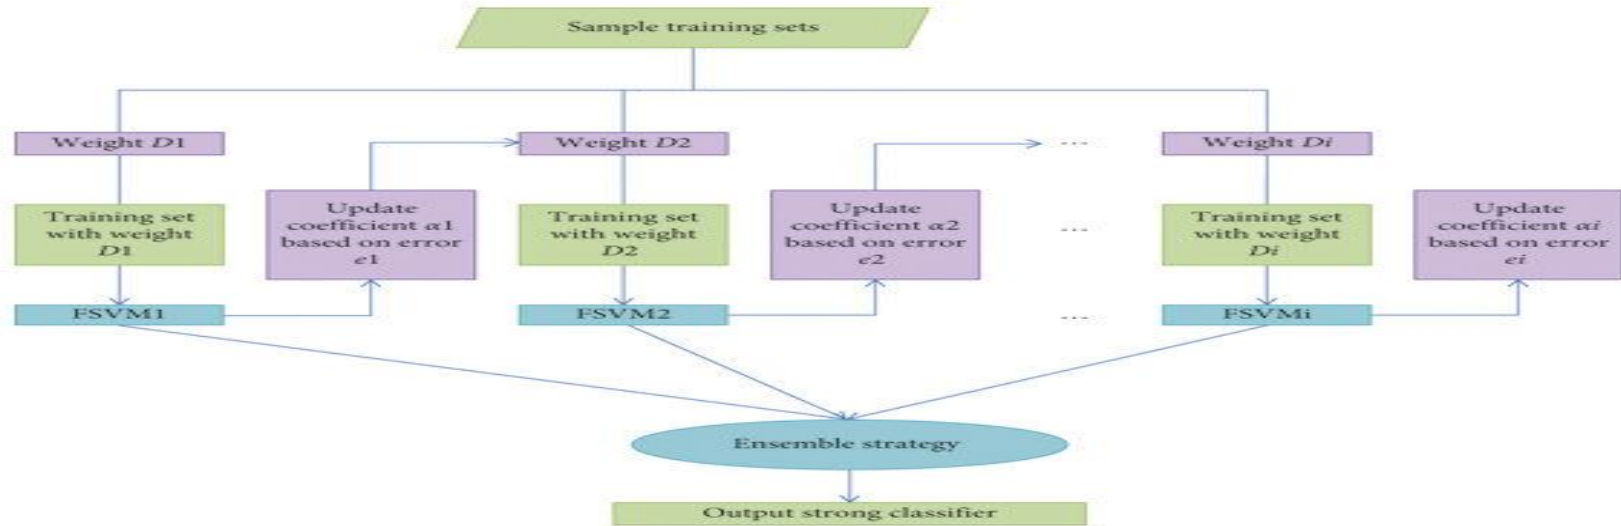 Sample training sets
Weight D1
Weight D2
...
Weight Di
Training set
with weight
D1
Update
coefficient α1
based on error
e1
Training set
with weight
D2
Update
coefficient α2
based on error
e2
...
Training set
with weight
Di
Update
coefficient αi
based on error
ei
FSVM1
FSVM2
...
FSVMi
Ensemble strategy
Output strong classifier